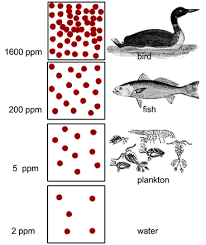 1600 ppm
bird
200 ppm
fish
5 ppm
plankton
2 ppm
water